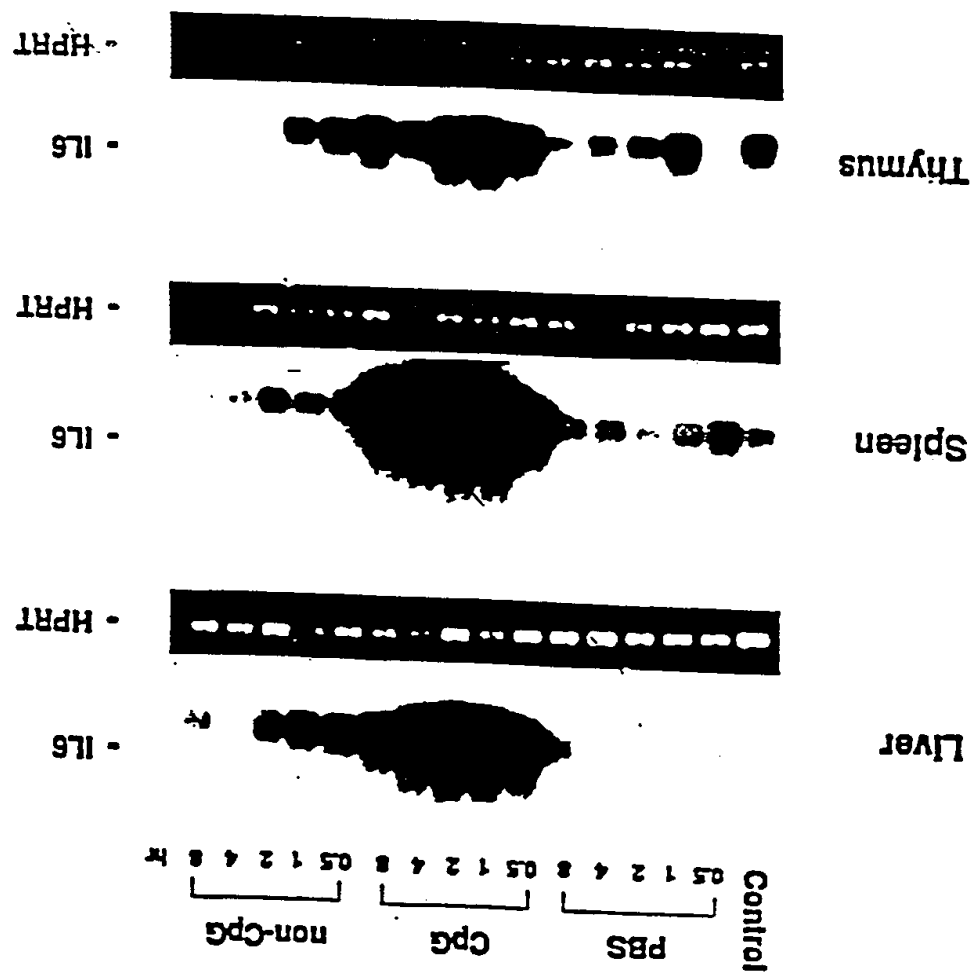 Control PBS CpG non-CpG
0.5 1 2 4 8 0.5 1 2 4 8 0.5 1 2 4 8 hr
Liver - IL6
- HPRT
Spleen - IL6
- HPRT
Thymus - IL6
- HPRT